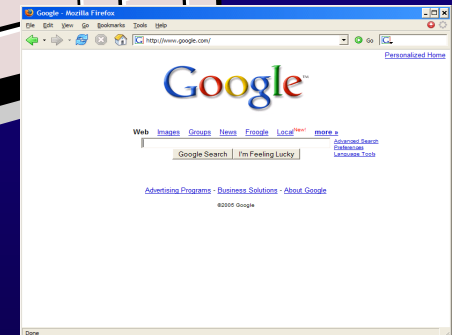 Google - Mozilla Firefox
File Edit View Go Bookmarks Tools Help
http://www.google.com/ Go
Personalized Home
Google™
Web Images Groups News Froogle Local New! more »
Advanced Search
Preferences
Language Tools
Google Search I'm Feeling Lucky
Advertising Programs - Business Solutions - About Google
©2005 Google
Done